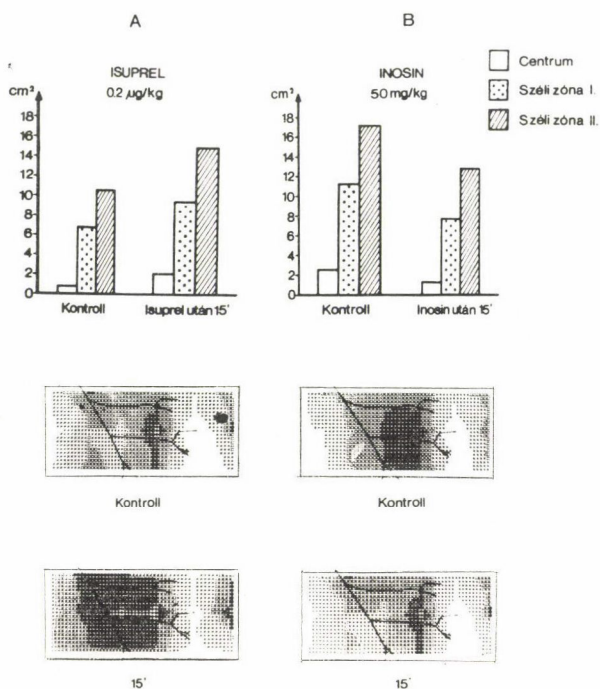 A
ISUPREL
0.2 µg/kg
cm³
18
16
14
12
10
8
6
4
2
0
Kontroll
Isuprel után 15'
B
INOSIN
50 mg/kg
cm³
18
16
14
12
10
8
6
4
2
0
Kontroll
Inosin után 15'
Centrum
Széli zóna I.
Széli zóna II.
Kontroll
Kontroll
15'
15'